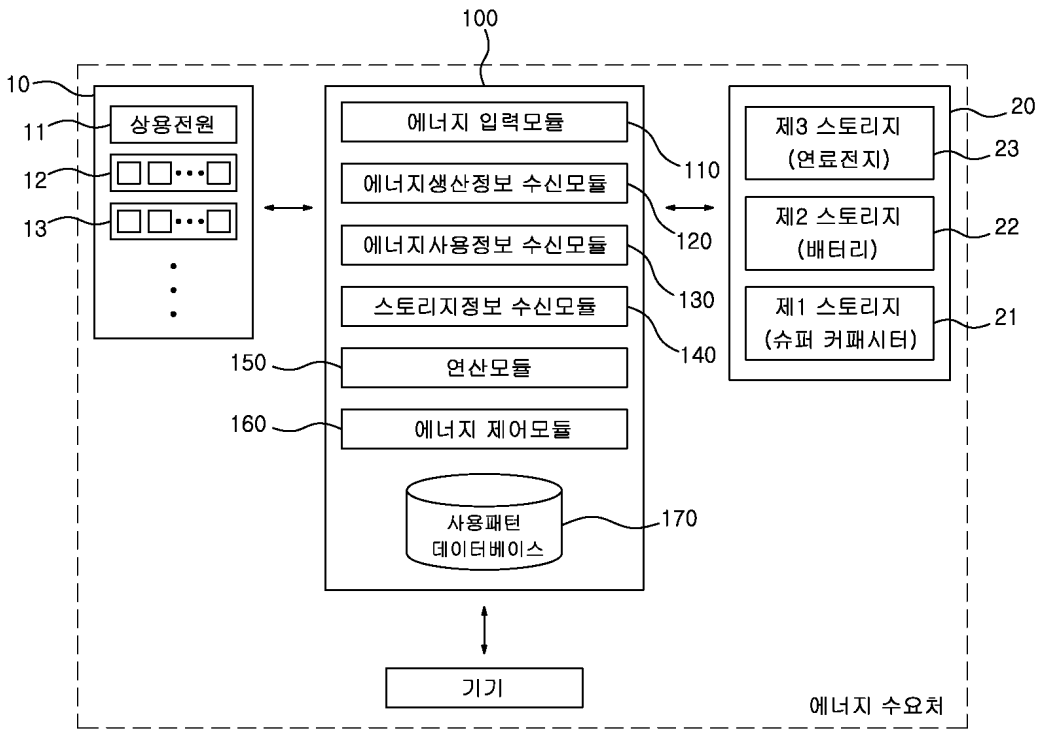 100
10
20
11
상용전원
12
13
에너지 입력모듈
110
에너지생산정보 수신모듈
120
에너지사용정보 수신모듈
130
스토리지정보 수신모듈
140
150
연산모듈
160
에너지 제어모듈
사용패턴
데이터베이스
170
제3 스토리지
(연료전지)
23
제2 스토리지
(배터리)
22
제1 스토리지
(슈퍼 커패시터)
21
기기
에너지 수요처